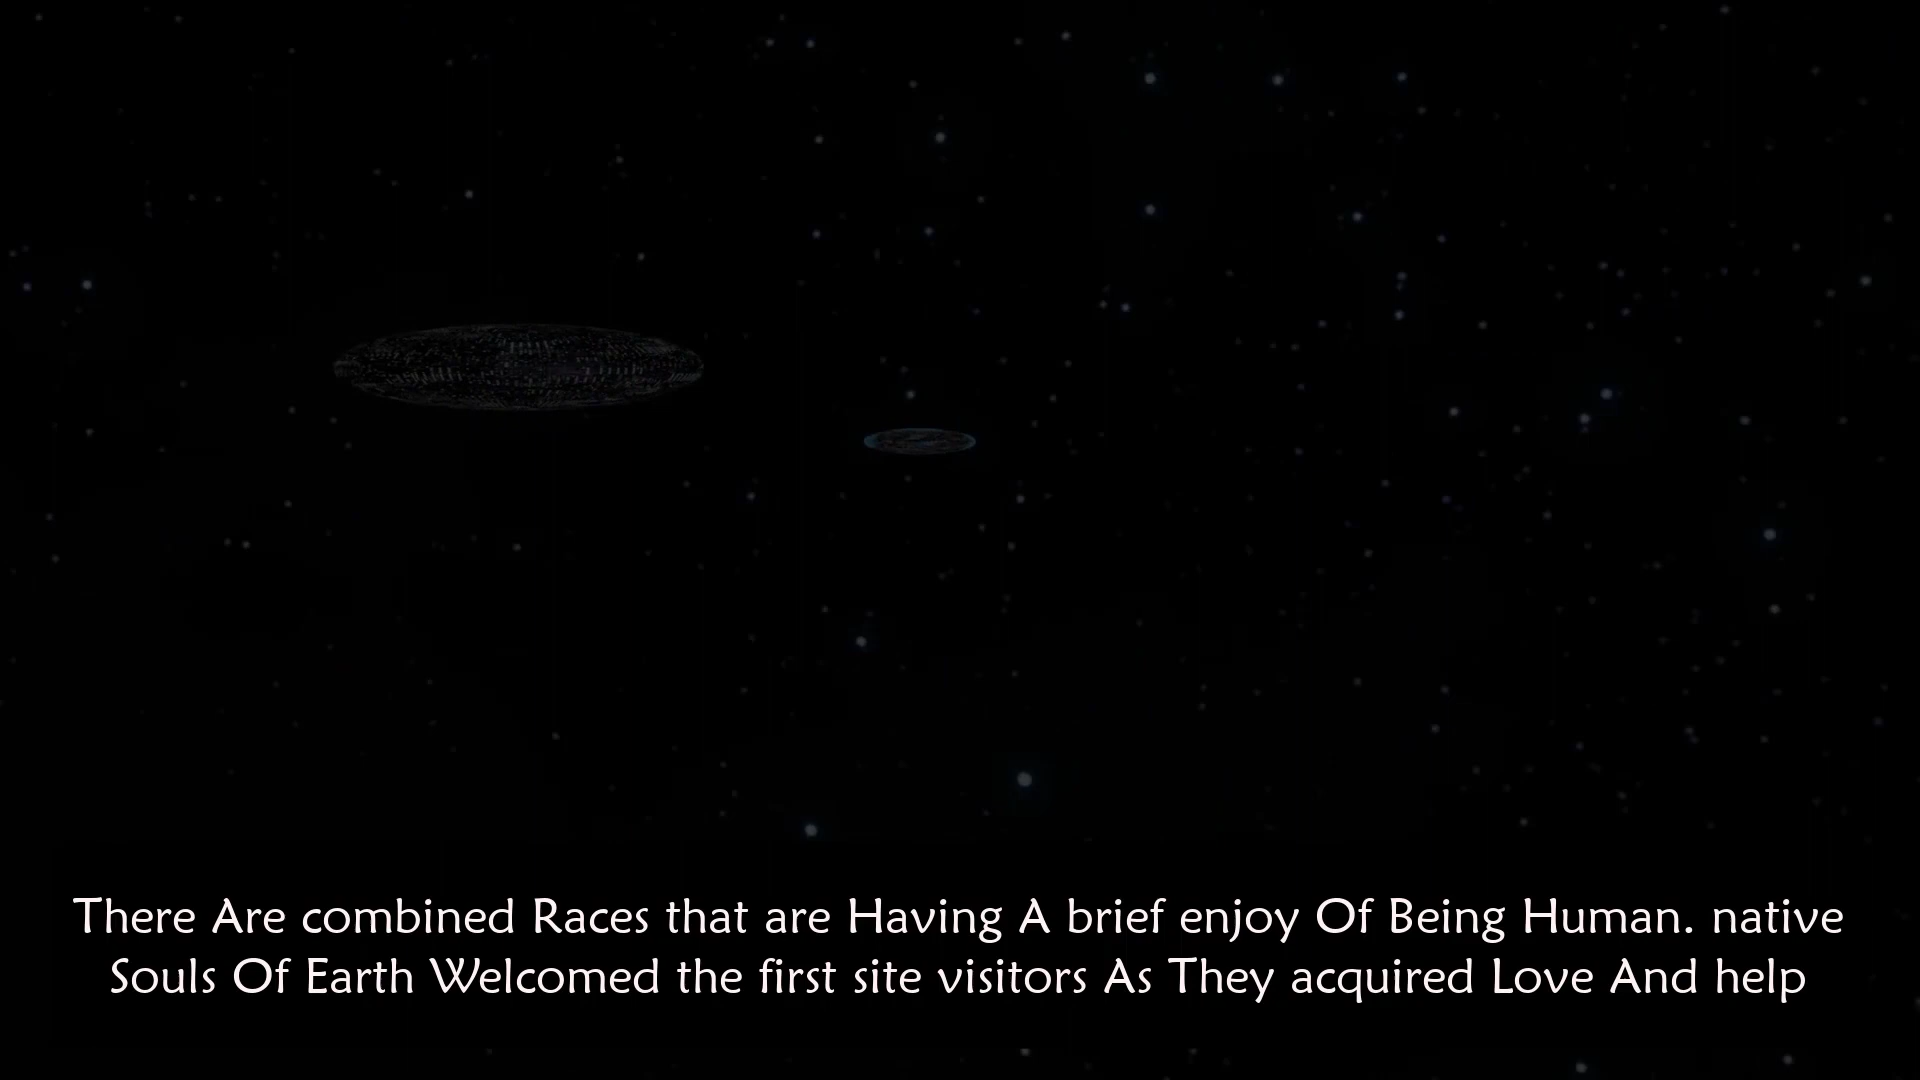 There Are combined Races that are Having A brief enjoy Of Being Human. native
Souls Of Earth Welcomed the first site visitors As They acquired Love And help